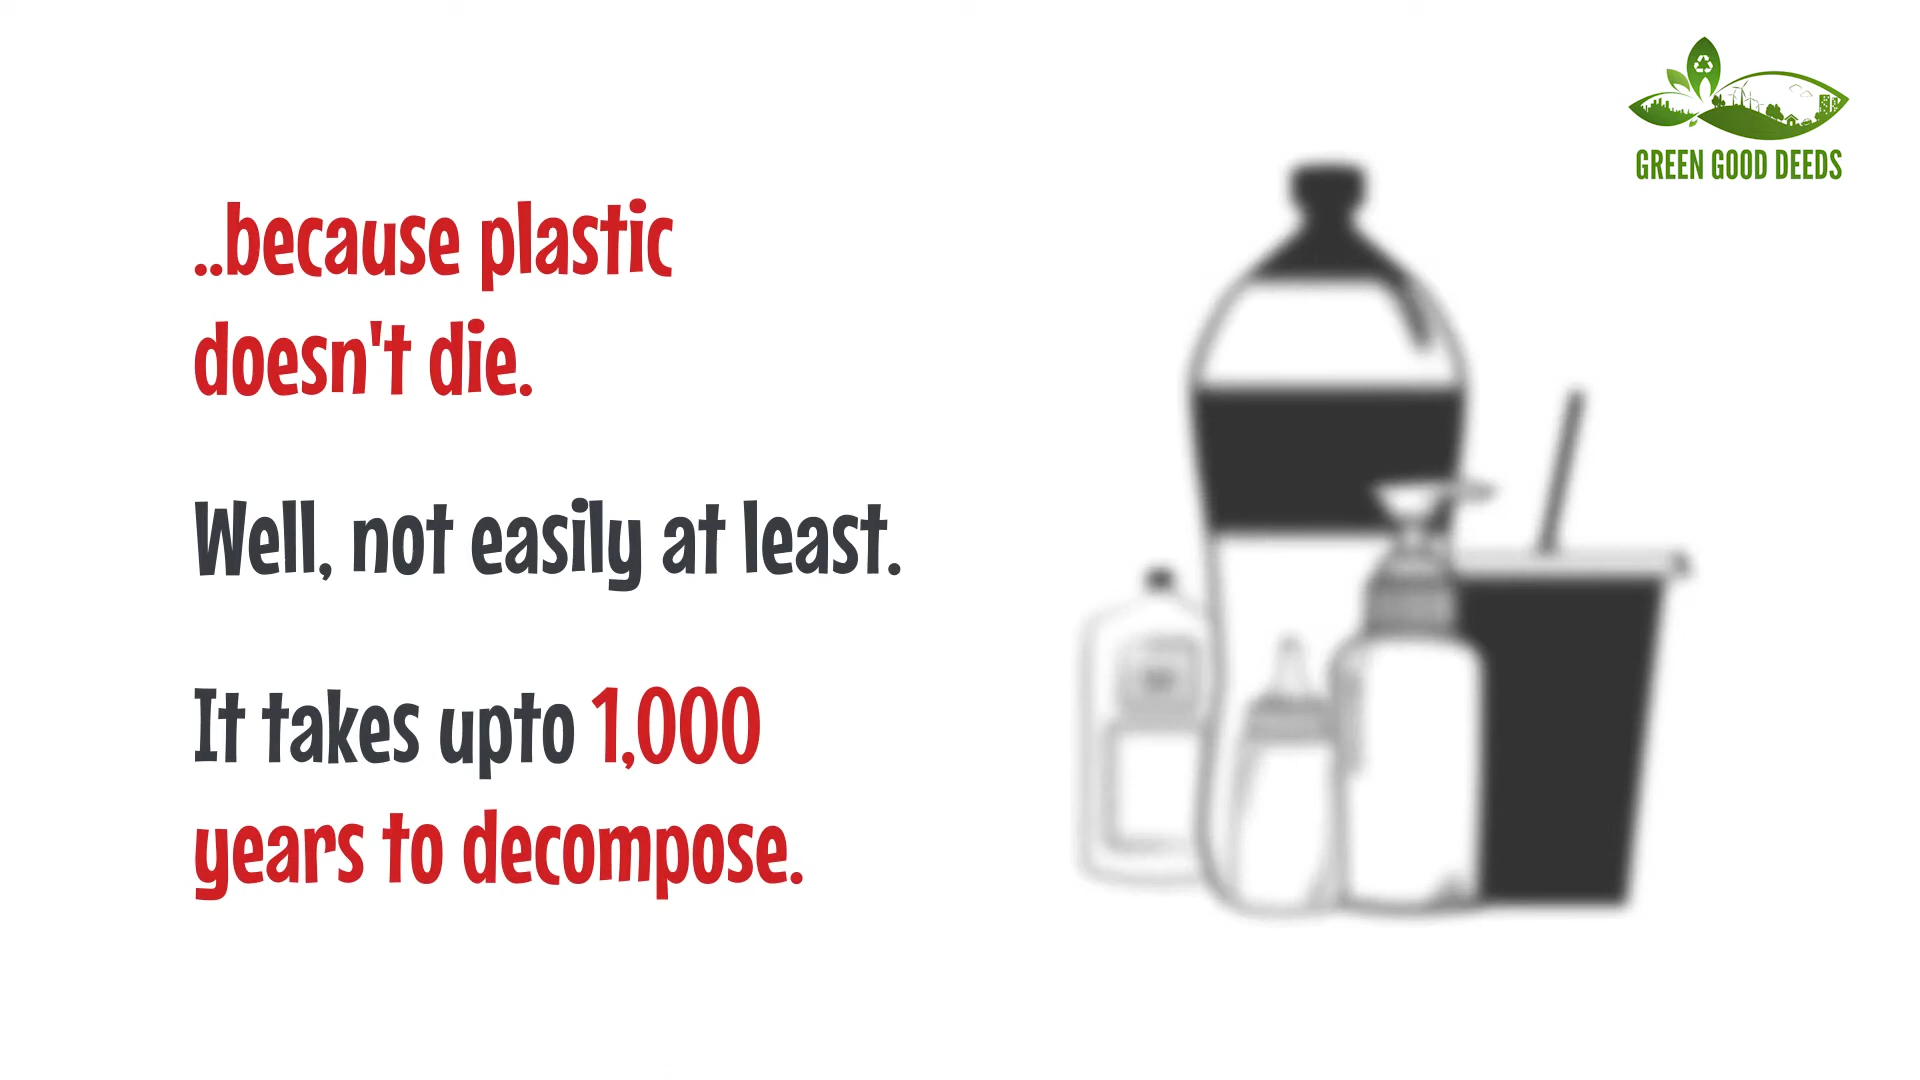 GREEN GOOD DEEDS
..because plastic
doesn't die.
Well, not easily at least.
It takes upto 1,000
years to decompose.